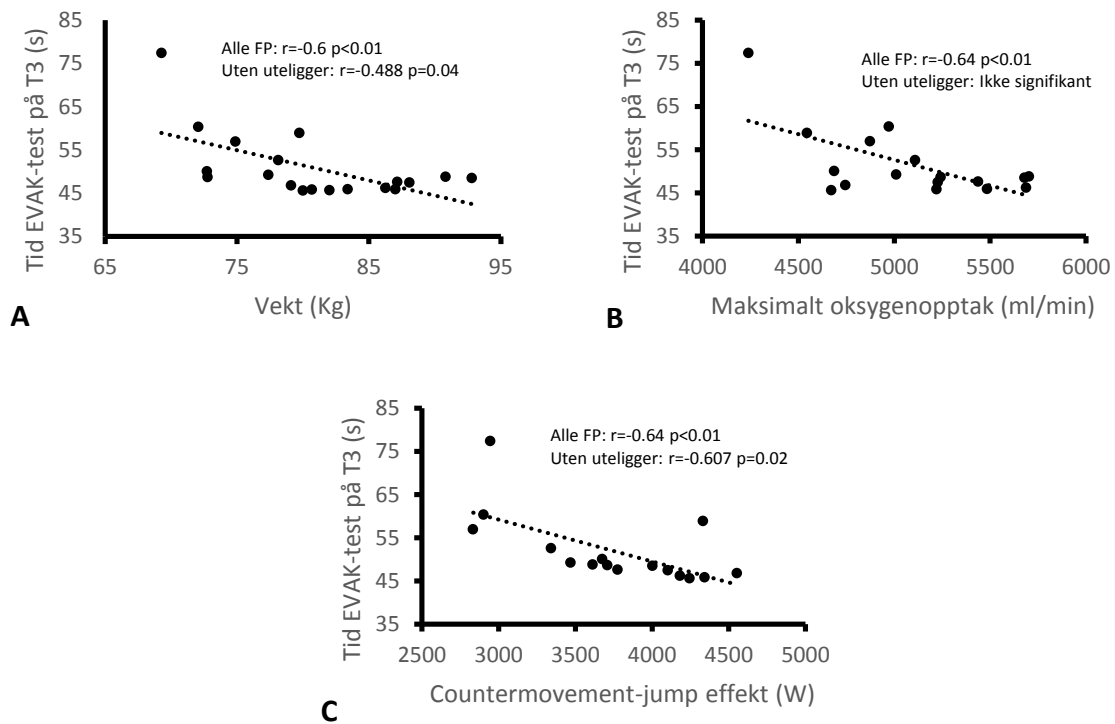 85
75
65
55
45
35
Tid EVAK-test på T3 (s)
Alle FP: r=-0.6 p<0.01
Uten uteligger: r=-0.488 p=0.04
65 75 85 95
Vekt (Kg)
A
85
75
65
55
45
35
Tid EVAK-test på T3 (s)
Alle FP: r=-0.64 p<0.01
Uten uteligger: Ikke signifikant
4000 4500 5000 5500 6000
Maksimalt oksygenopptak (ml/min)
B
85
75
65
55
45
35
Tid EVAK-test på T3 (s)
Alle FP: r=-0.64 p<0.01
Uten uteligger: r=-0.607 p=0.02
2500 3000 3500 4000 4500 5000
Countermovement-jump effekt (W)
C